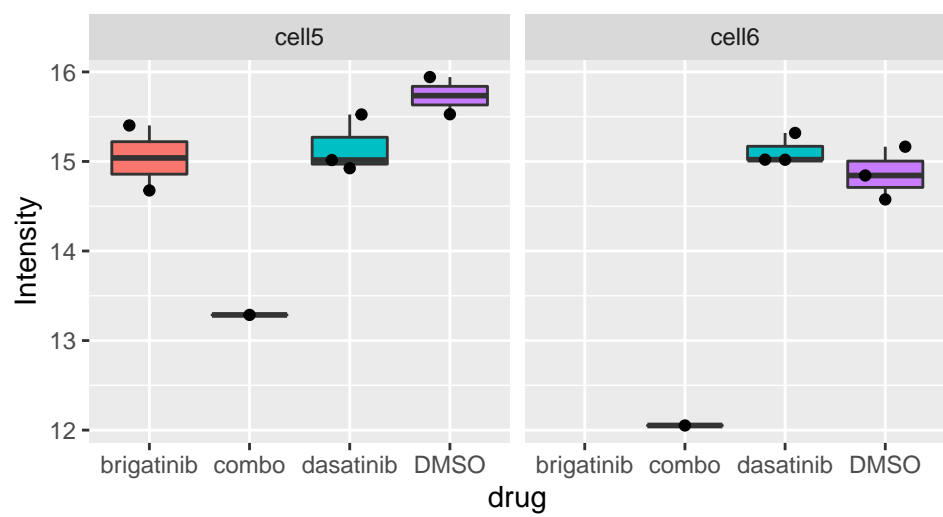 cell5 cell6
16
15
14
13
12
Intensity
brigatinib combo dasatinib DMSO brigatinib combo dasatinib DMSO
drug